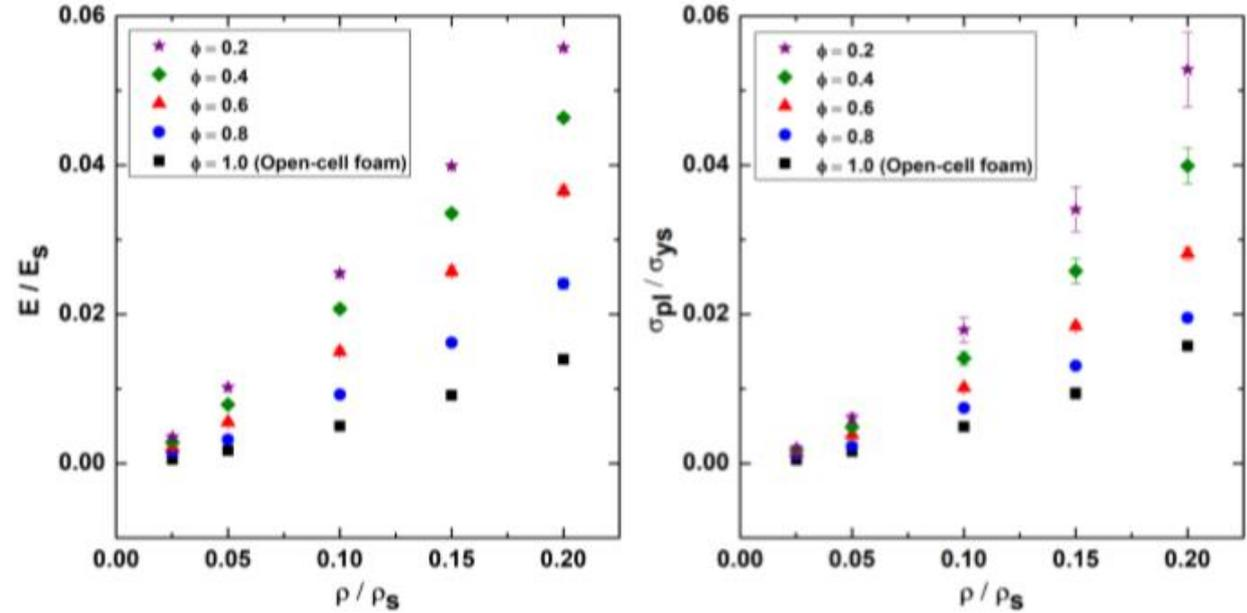 0.06
0.04
0.02
0.00
E / Es
ϕ = 0.2
ϕ = 0.4
ϕ = 0.6
ϕ = 0.8
ϕ = 1.0 (Open-cell foam)
0.00 0.05 0.10 0.15 0.20
ρ / ρs
0.06
0.04
0.02
0.00
σpl / σys
ϕ = 0.2
ϕ = 0.4
ϕ = 0.6
ϕ = 0.8
ϕ = 1.0 (Open-cell foam)
0.00 0.05 0.10 0.15 0.20
ρ / ρs